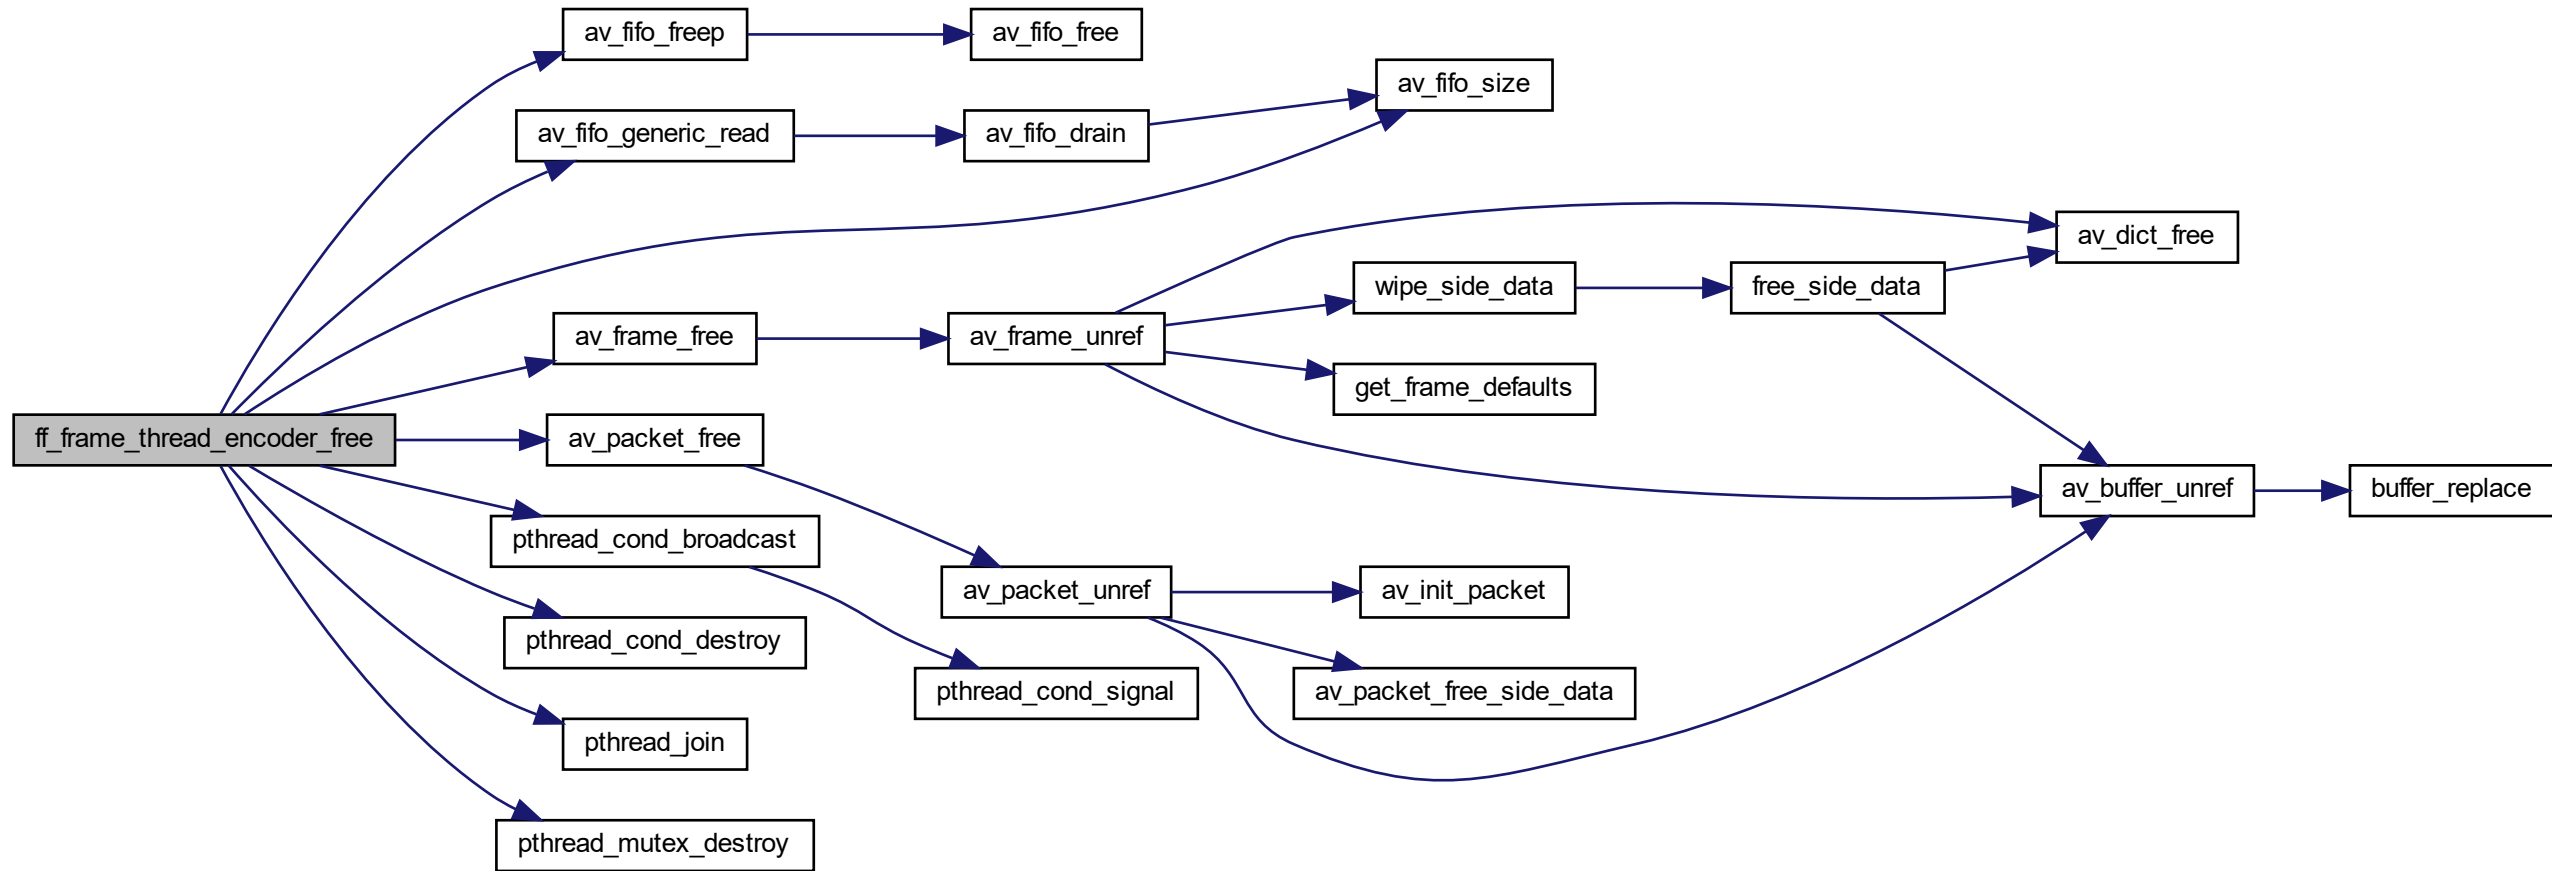 av_fifo_freep
av_fifo_free
av_fifo_size
av_fifo_generic_read
av_fifo_drain
av_dict_free
wipe_side_data
free_side_data
av_frame_free
av_frame_unref
get_frame_defaults
ff_frame_thread_encoder_free
av_packet_free
av_buffer_unref
buffer_replace
pthread_cond_broadcast
av_packet_unref
av_init_packet
pthread_cond_destroy
pthread_cond_signal
av_packet_free_side_data
pthread_join
pthread_mutex_destroy